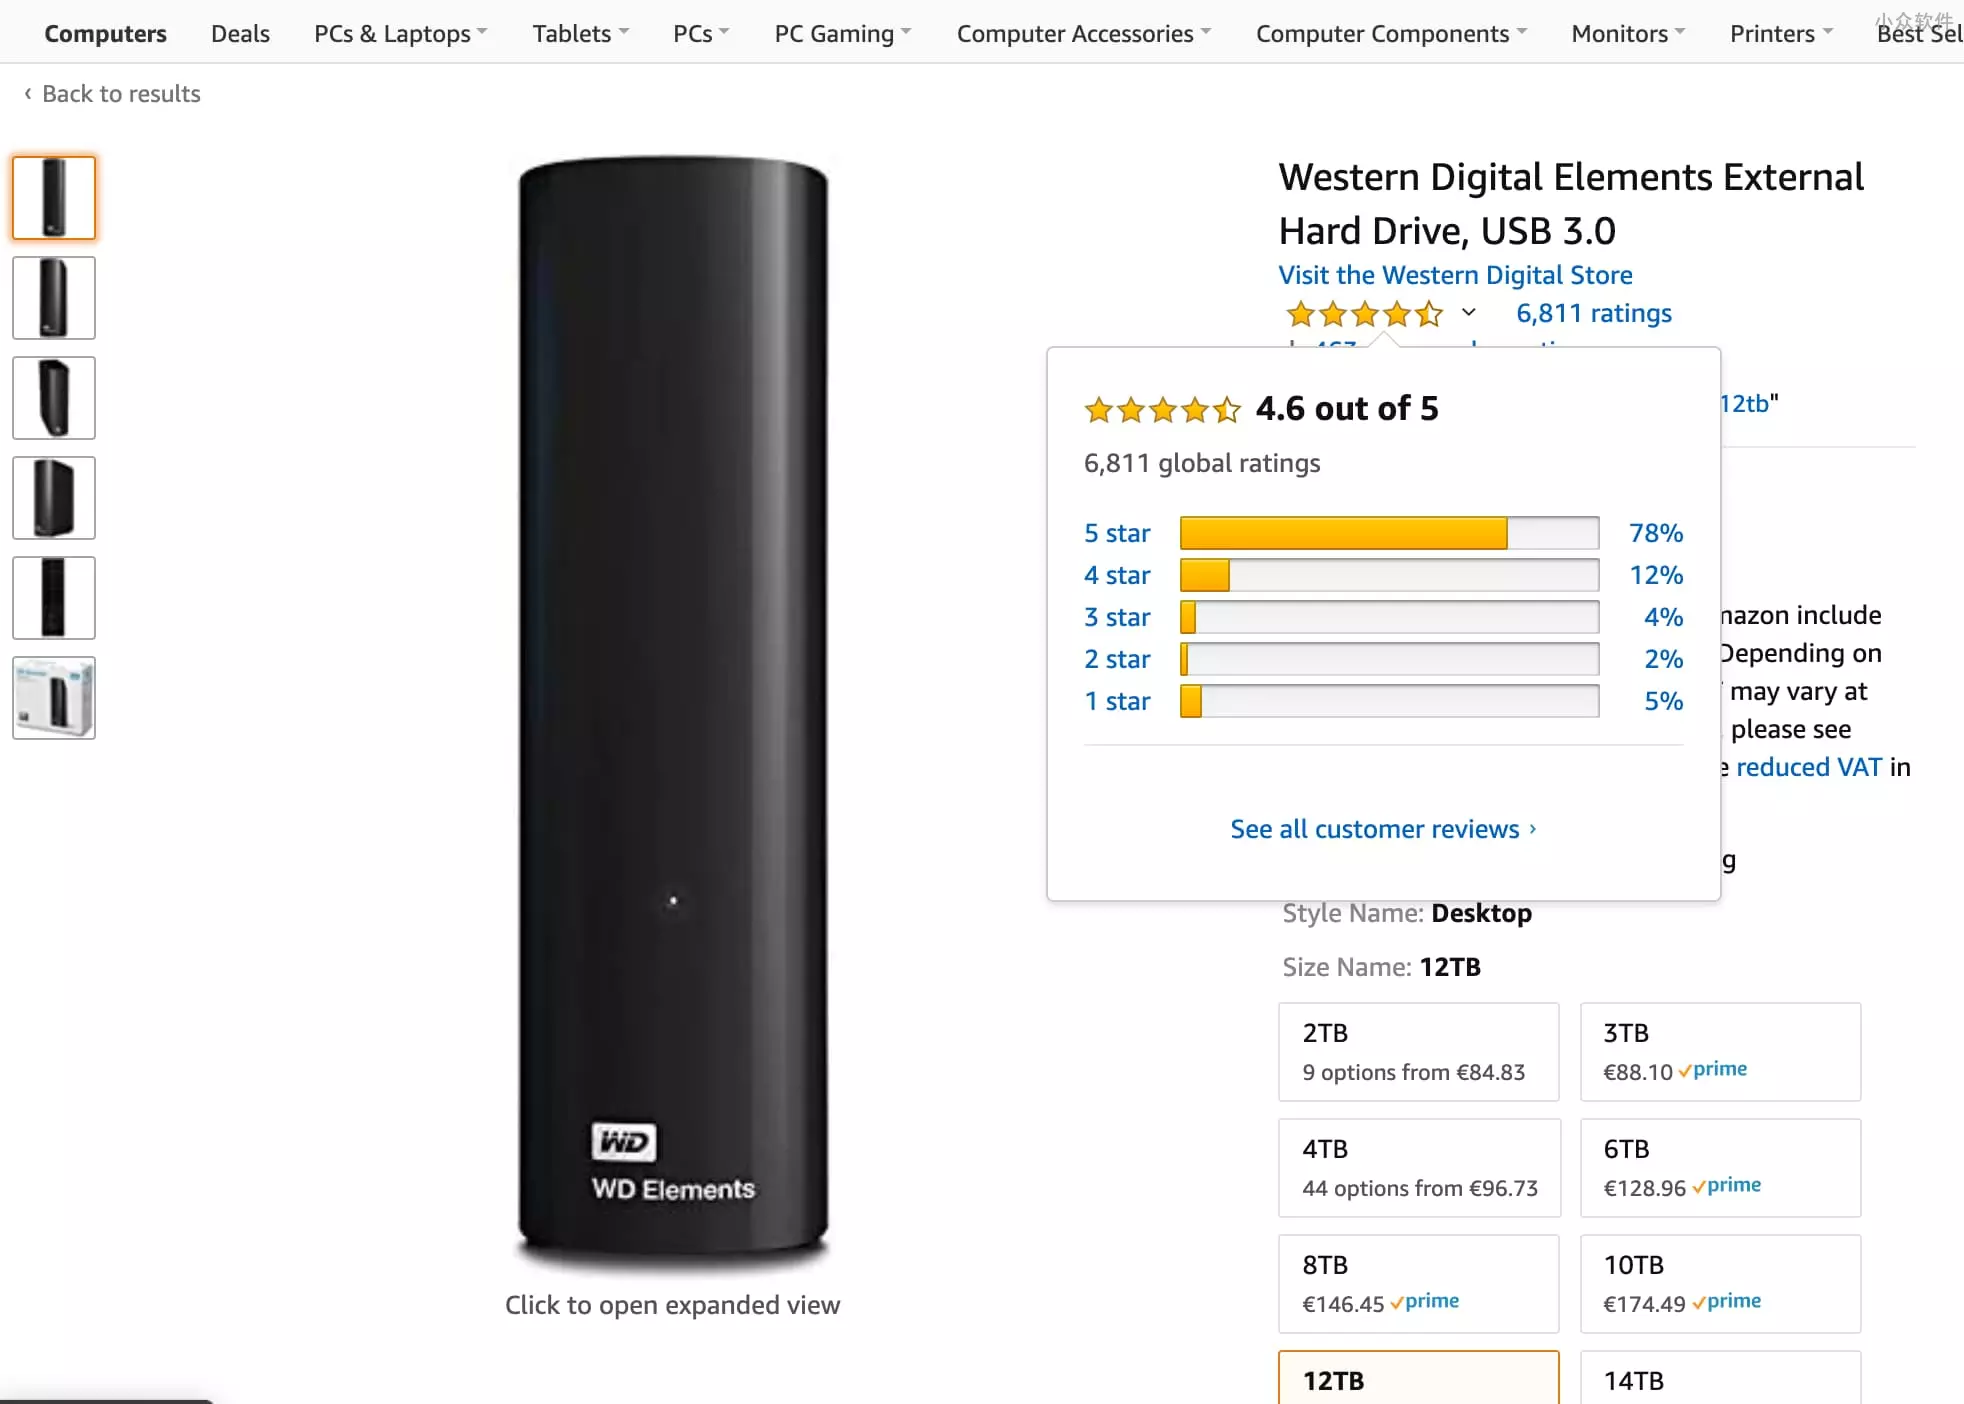 Computers Deals PCs & Laptops Tablets PCs PC Gaming Computer Accessories Computer Components Monitors Printers Best Sel
小众软件
‹ Back to results
Western Digital Elements External
Hard Drive, USB 3.0
Visit the Western Digital Store
6,811 ratings
12tb"
4.6 out of 5
6,811 global ratings
5 star 78%
4 star 12%
3 star 4%
2 star 2%
1 star 5%
See all customer reviews ›
mazon include
Depending on
may vary at
please see
e reduced VAT in
g
Style Name: Desktop
Size Name: 12TB
2TB
9 options from €84.83
3TB
€88.10 prime
4TB
44 options from €96.73
6TB
€128.96 prime
8TB
€146.45 prime
10TB
€174.49 prime
12TB
14TB
WD
WD Elements
Click to open expanded view